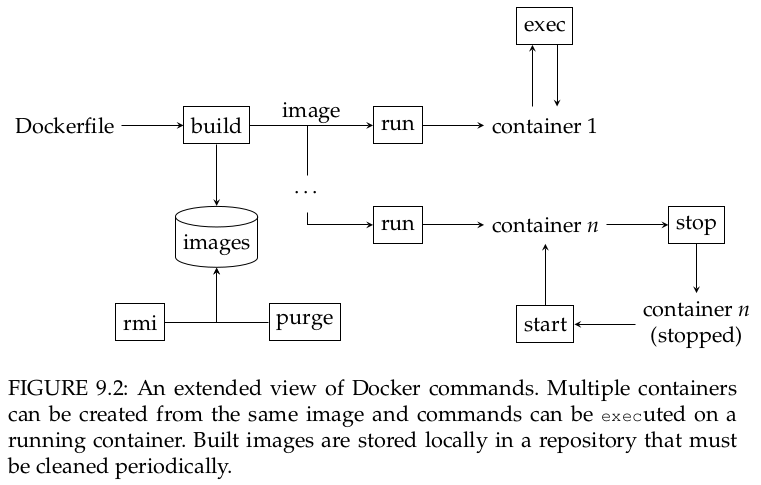 exec
image
Dockerfile
build
run
container 1
...
run
container n
stop
images
rmi
purge
start
container n
(stopped)
FIGURE 9.2: An extended view of Docker commands. Multiple containers
can be created from the same image and commands can be executed on a
running container. Built images are stored locally in a repository that must
be cleaned periodically.